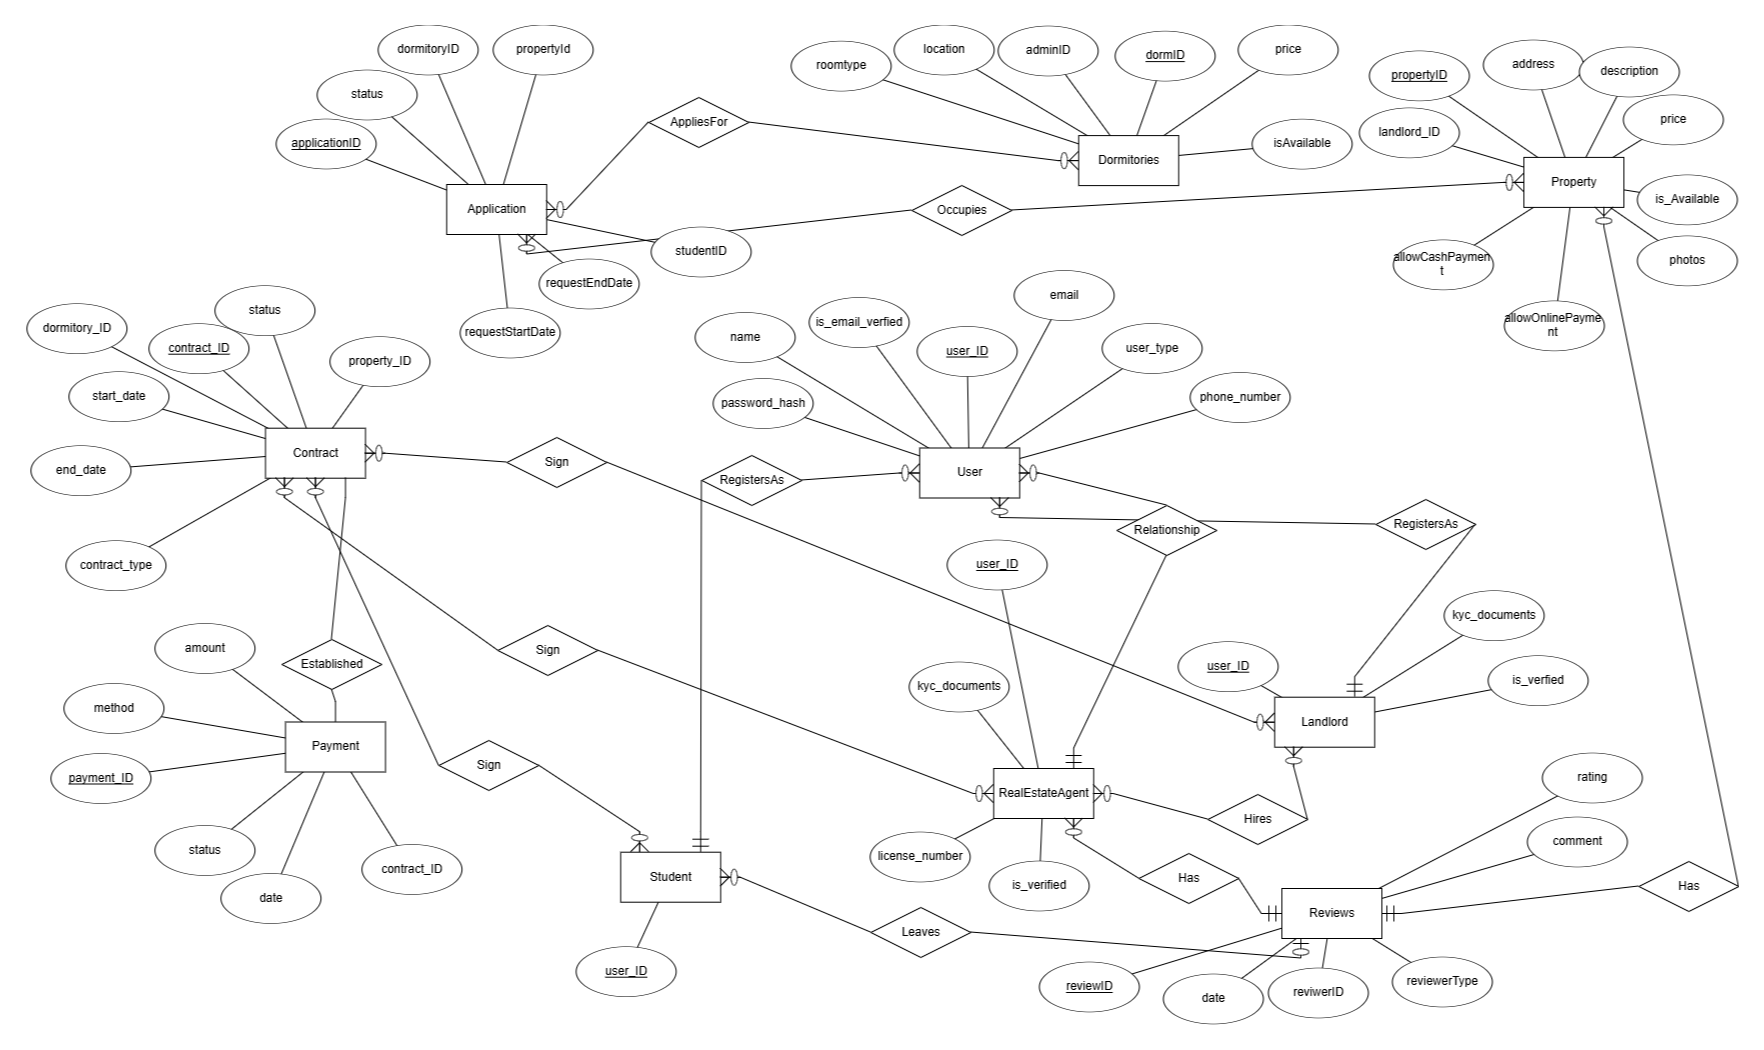 dormitoryID
propertyId
location
adminID
dormID
price
roomtype
propertyID
address
description
status
price
AppliesFor
landlord_ID
applicationID
isAvailable
Dormitories
Property
is_Available
Application
Occupies
studentID
allowCashPaymen
t
photos
requestEndDate
email
status
is_email_verfied
allowOnlinePayme
nt
dormitory_ID
requestStartDate
name
contract_ID
user_ID
user_type
property_ID
start_date
password_hash
phone_number
Contract
Sign
end_date
User
RegistersAs
RegistersAs
Relationship
contract_type
user_ID
kyc_documents
amount
Sign
Established
user_ID
is_verfied
kyc_documents
method
Landlord
Payment
Sign
payment_ID
rating
RealEstateAgent
Hires
comment
status
license_number
contract_ID
Student
Has
is_verified
Has
date
Reviews
Leaves
user_ID
reviewerType
reviewID
reviwerID
date